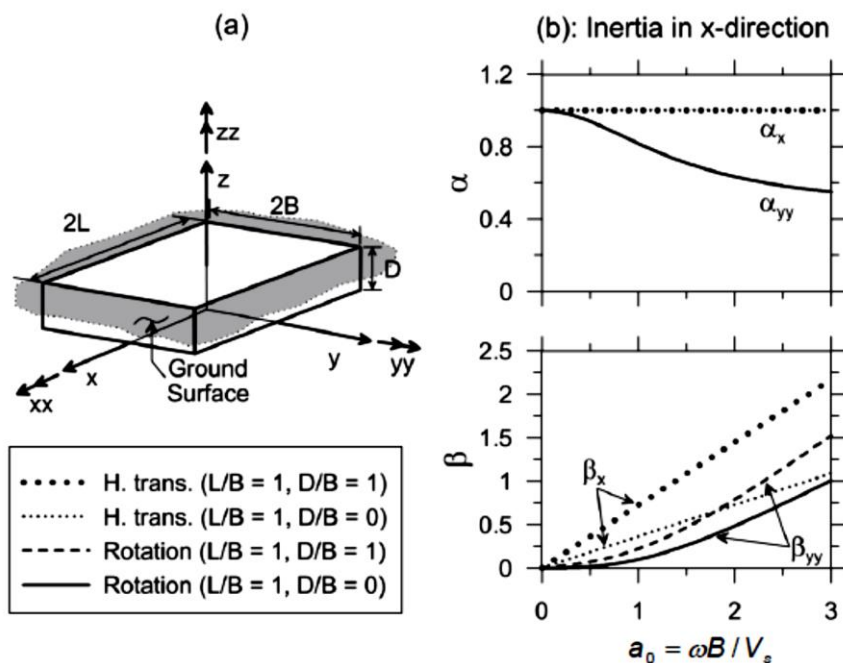 (a)
zz
z
2L
2B
D
y
yy
x
xx
Ground
Surface
H. trans. (L/B = 1, D/B = 1)
H. trans. (L/B = 1, D/B = 0)
Rotation (L/B = 1, D/B = 1)
Rotation (L/B = 1, D/B = 0)
(b): Inertia in x-direction
1.2
0.8
0.4
0
α
αx
αyy
2.5
2
1.5
1
0.5
0
β
βx
βyy
0 1 2 3
a0 = ωB / Vs